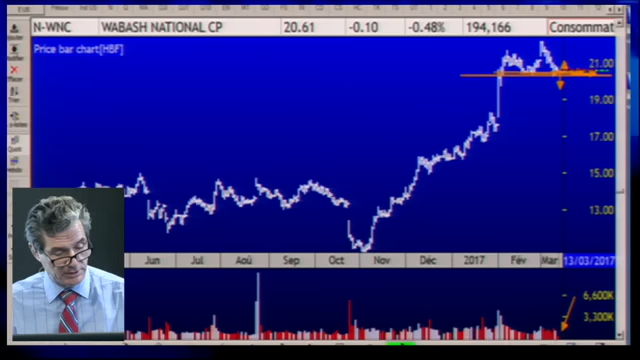 N-WNC WABASH NATIONAL CP 20.61 -0.10 -0.48% 194,166 Consommat
Price bar chart[HBF]
21.00
19.00
17.00
15.00
13.00
Jun Jul Aoû Sep Oct Nov Déc 2017 Fév Mar 13/03/2017
6,600K
3,300K